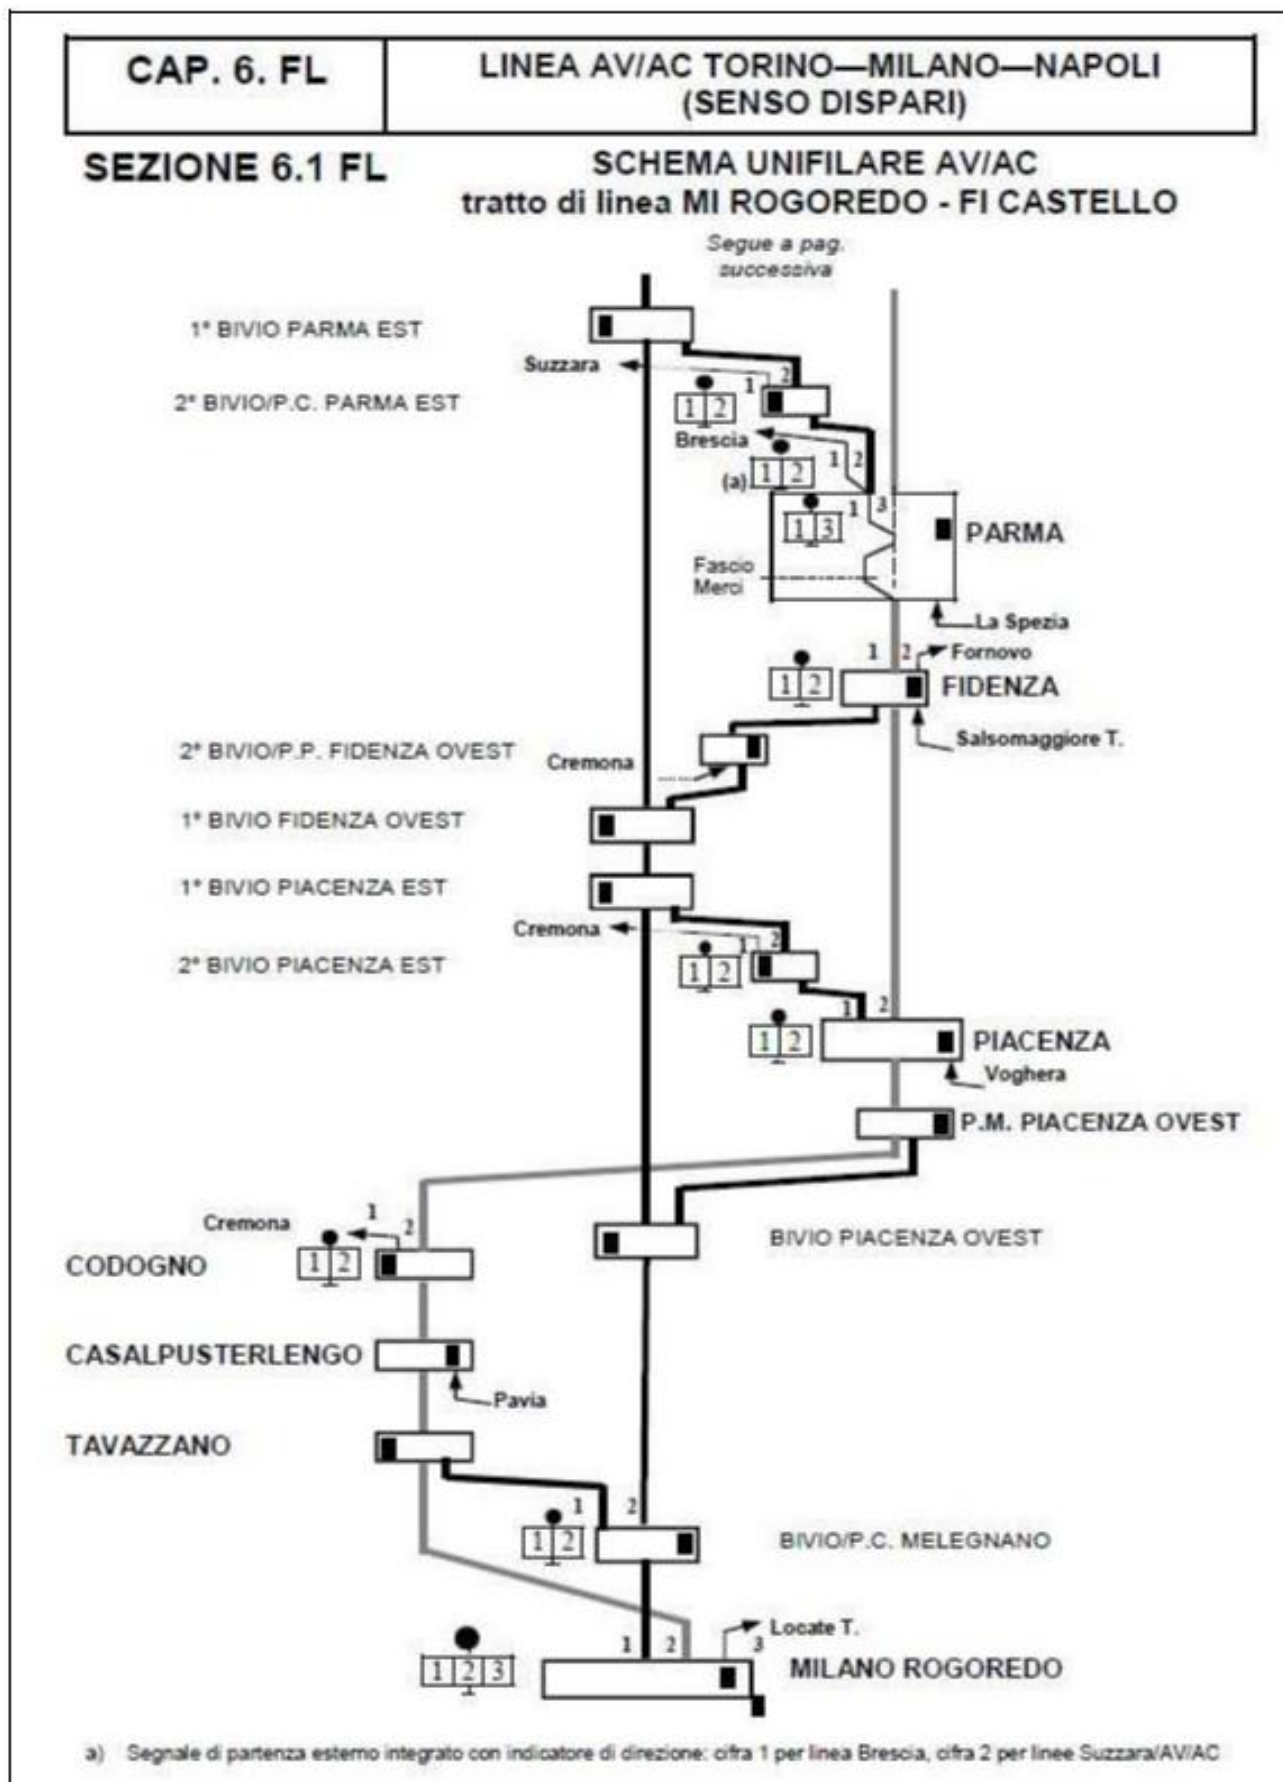 CAP. 6. FL
LINEA AV/AC TORINO—MILANO—NAPOLI
(SENSO DISPARI)
SEZIONE 6.1 FL
SCHEMA UNIFILARE AV/AC
tratto di linea MI ROGOREDO - FI CASTELLO
Segue a pag.
successiva
1° BIVIO PARMA EST
Suzzara
1 2
2° BIVIO/P.C. PARMA EST
1 2
Brescia
1 2
(a)
1 2
1 3
1 3
PARMA
Fascio
Merci
La Spezia
1 2
Fornovo
1 2
FIDENZA
2° BIVIO/P.P. FIDENZA OVEST
Cremona
Salsomaggiore T.
1° BIVIO FIDENZA OVEST
1° BIVIO PIACENZA EST
Cremona
1 2
2° BIVIO PIACENZA EST
1 2
1 2
1 2
PIACENZA
Voghera
P.M. PIACENZA OVEST
Cremona
1 2
BIVIO PIACENZA OVEST
CODOGNO
1 2
CASALPUSTERLENGO
Pavia
TAVAZZANO
1 2
1 2
BIVIO/P.C. MELEGNANO
Locate T.
1 2 3
1 2 3
MILANO ROGOREDO
a) Segnale di partenza esterno integrato con indicatore di direzione: cifra 1 per linea Brescia, cifra 2 per linee Suzzara/AV/AC